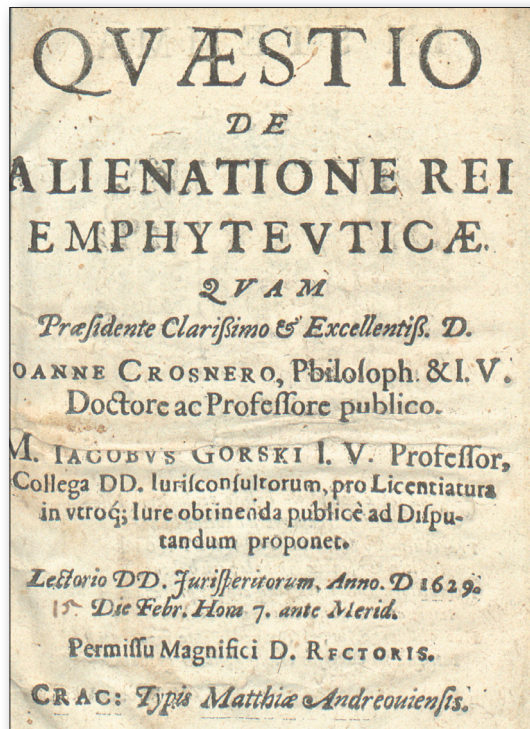 QVÆSTIO
DE
ALIENATIONE REI
EMPHYTEVTICÆ.
QVAM
Præsidente Clarißimo & Excellentiß. D.
OANNE CROSNERO, Philosoph. & I. V.
Doctore ac Professore publico.
M. IACOBVS GORSKI I. V. Professor,
Collega DD. Iurisconsultorum, pro Licentiatura
in vtroq; Iure obtinenda publicè ad Dispu-
tandum proponet.
Lectorio DD. Jurisperitorum, Anno. D 1629.
15 Die Febr. Hora 7. ante Merid.
Permissu Magnifici D. RECTORIS.
CRAC: Typis Matthiæ Andreouiensis.